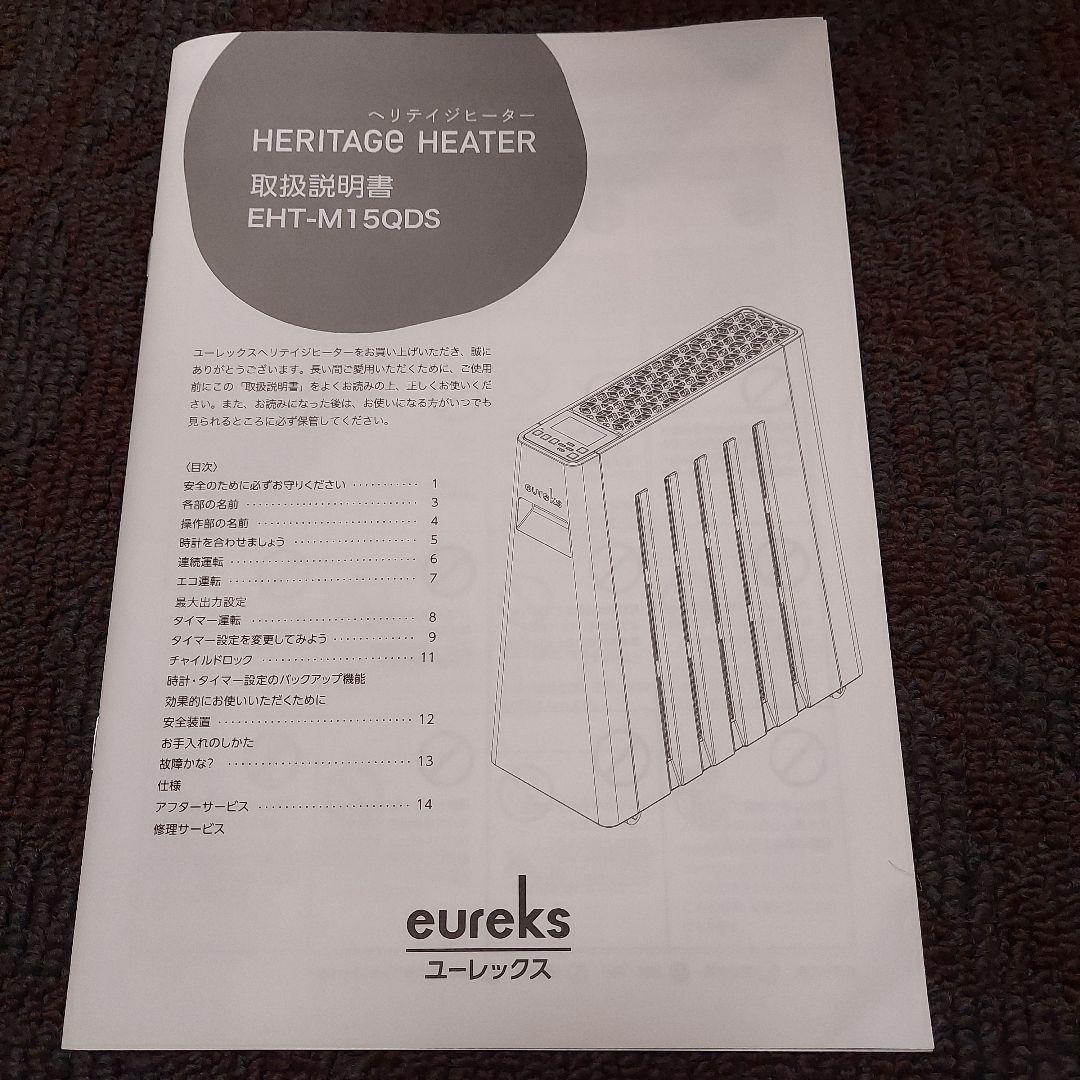 ヘリテイジヒーター
HERITAGe HEATER
取扱説明書
EHT-M15QDS
ユーレックスヘリテイジヒーターをお買い上げいただき、誠に
ありがとうございます。長い間ご愛用いただくために、ご使用
前にこの「取扱説明書」をよくお読みの上、正しくお使いくだ
さい。また、お読みになった後は、お使いになる方がいつでも
見られるところに必ず保管してください。
〈目次〉
安全のために必ずお守りください ··········· 1
各部の名前 ·························· 3
操作部の名前 ·························· 4
時計を合わせましょう ···················· 5
連続運転 ······························ 6
エコ運転 ······························ 7
最大出力設定
タイマー運転 ·························· 8
タイマー設定を変更してみよう ············· 9
チャイルドロック ························ 11
時計・タイマー設定のバックアップ機能
効果的にお使いいただくために
安全装置 ······························ 12
お手入れのしかた
故障かな? ····························· 13
仕様
アフターサービス ························ 14
修理サービス
eureks
eureks
ユーレックス